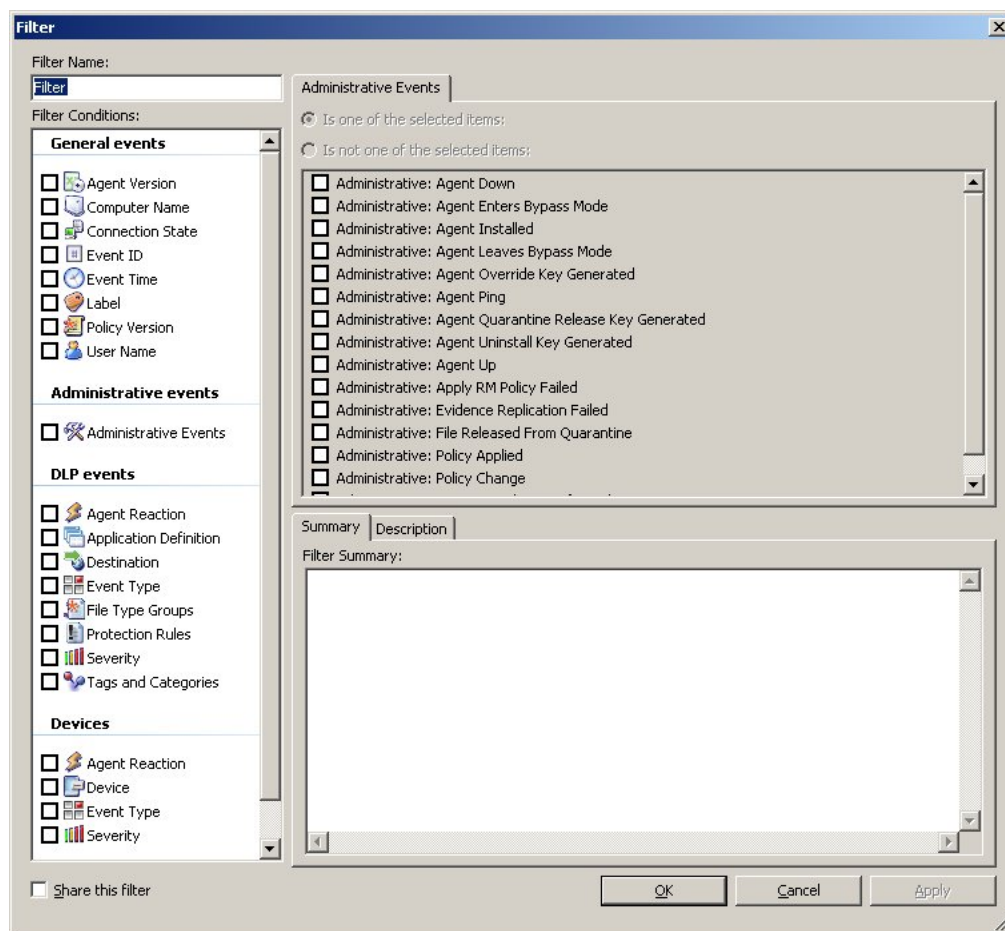 Filter
Filter Name:
Filter
Filter Conditions:
General events
Agent Version
Computer Name
Connection State
Event ID
Event Time
Label
Policy Version
User Name
Administrative events
Administrative Events
DLP events
Agent Reaction
Application Definition
Destination
Event Type
File Type Groups
Protection Rules
Severity
Tags and Categories
Devices
Agent Reaction
Device
Event Type
Severity
Share this filter
Administrative Events
Is one of the selected items:
Is not one of the selected items:
Administrative: Agent Down
Administrative: Agent Enters Bypass Mode
Administrative: Agent Installed
Administrative: Agent Leaves Bypass Mode
Administrative: Agent Override Key Generated
Administrative: Agent Ping
Administrative: Agent Quarantine Release Key Generated
Administrative: Agent Uninstall Key Generated
Administrative: Agent Up
Administrative: Apply RM Policy Failed
Administrative: Evidence Replication Failed
Administrative: File Released From Quarantine
Administrative: Policy Applied
Administrative: Policy Change
Summary Description
Filter Summary:
OK Cancel Apply